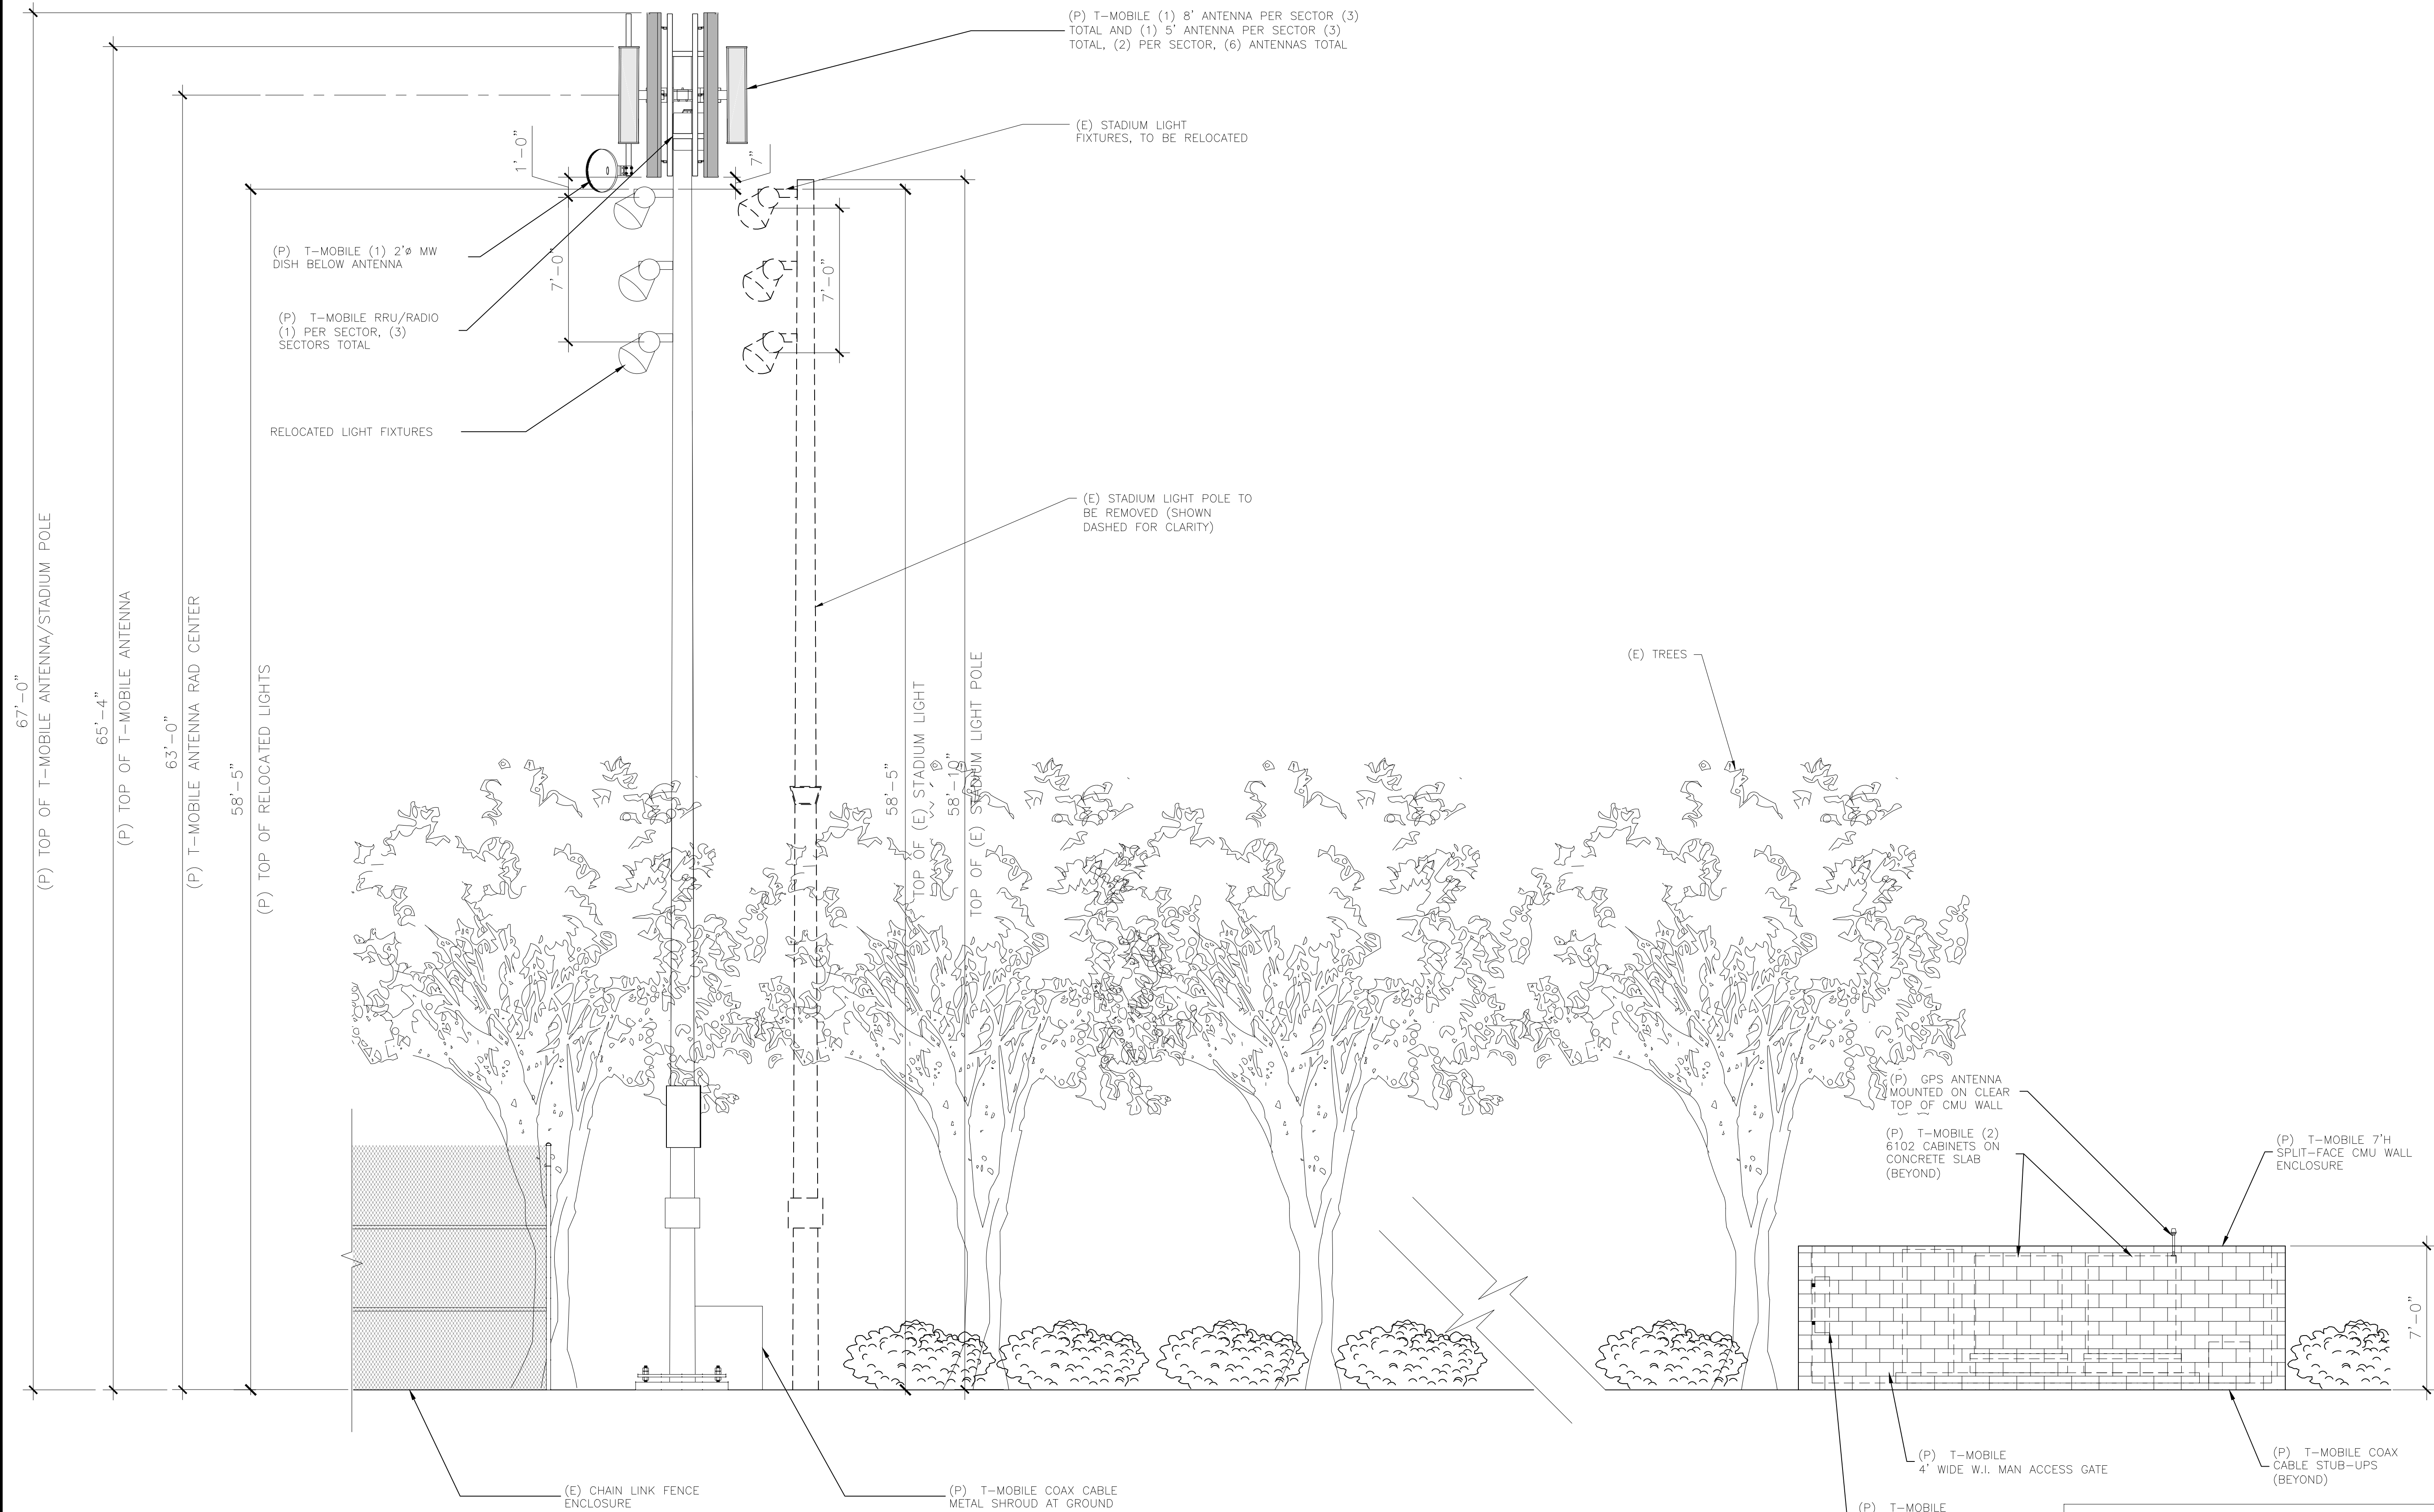 (P) T-MOBILE (1) 8' ANTENNA PER SECTOR (3)
TOTAL AND (1) 5' ANTENNA PER SECTOR (3)
TOTAL, (2) PER SECTOR, (6) ANTENNAS TOTAL
(E) STADIUM LIGHT
FIXTURES, TO BE RELOCATED
1'-0"
7"
(P) T-MOBILE (1) 2'ø MW
DISH BELOW ANTENNA
7'-0"
7'-0"
(P) T-MOBILE RRU/RADIO
(1) PER SECTOR, (3)
SECTORS TOTAL
RELOCATED LIGHT FIXTURES
(E) STADIUM LIGHT POLE TO
BE REMOVED (SHOWN
DASHED FOR CLARITY)
67'-0"
(P) TOP OF T-MOBILE ANTENNA/STADIUM POLE
65'-4"
(P) TOP OF T-MOBILE ANTENNA
63'-0"
(P) T-MOBILE ANTENNA RAD CENTER
58'-5"
(P) TOP OF RELOCATED LIGHTS
58'-5"
TOP OF (E) STADIUM LIGHT
58'-10"
TOP OF (E) STADIUM LIGHT POLE
(E) TREES
(P) GPS ANTENNA
MOUNTED ON CLEAR
TOP OF CMU WALL
(P) T-MOBILE (2)
6102 CABINETS ON
CONCRETE SLAB
(BEYOND)
(P) T-MOBILE 7'H
SPLIT-FACE CMU WALL
ENCLOSURE
7'-0"
(P) T-MOBILE
4' WIDE W.I. MAN ACCESS GATE
(P) T-MOBILE COAX
CABLE STUB-UPS
(BEYOND)
(E) CHAIN LINK FENCE
ENCLOSURE
(P) T-MOBILE COAX CABLE
METAL SHROUD AT GROUND
(P) T-MOBILE